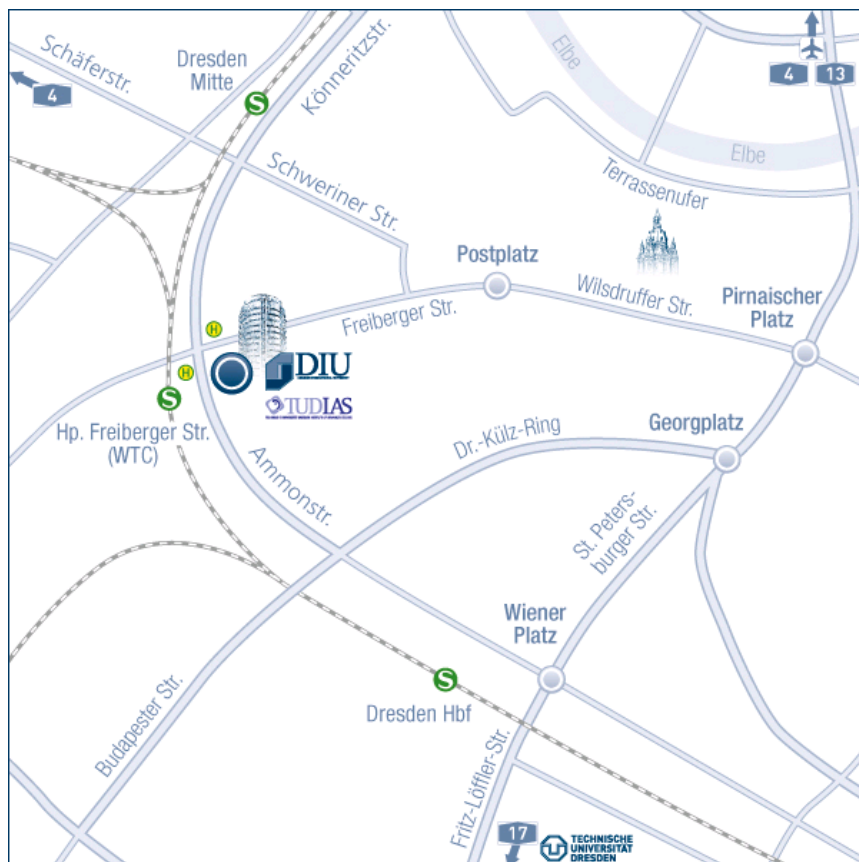 Schäferstr.
4
Dresden
Mitte
S
Könneritzstr.
Elbe
4
13
Elbe
Schweriner Str.
Terrassenufer
Postplatz
Wilsdruffer Str.
Pirnaischer
Platz
Freiberger Str.
H
H
DIU
TUDIAS
S
Hp. Freiberger Str.
(WTC)
Georgplatz
Dr.-Külz-Ring
Ammonstr.
St. Peters-
burger Str.
Wiener
Platz
S
Dresden Hbf
Budapester Str.
Fritz-Löffler-Str.
17
TECHNISCHE
UNIVERSITÄT
DRESDEN